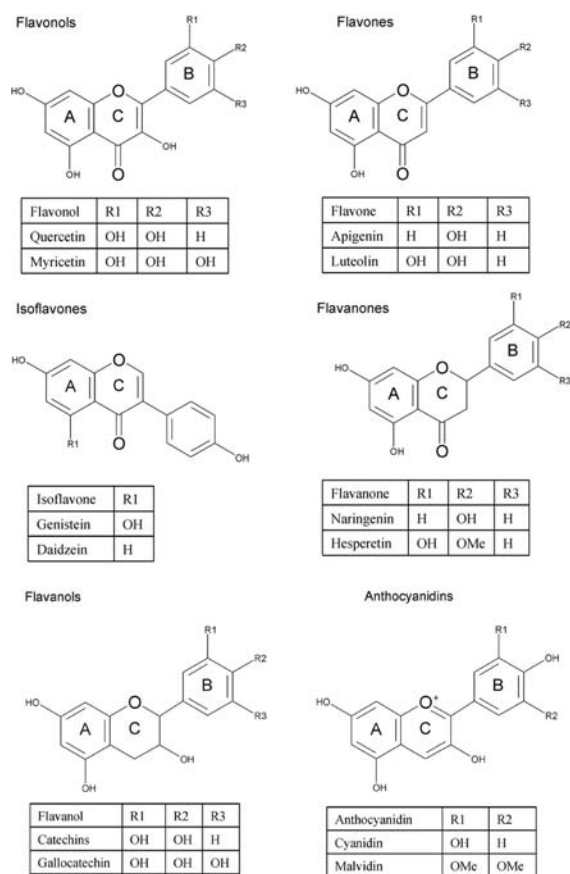 Flavonols
R1
R2
B
R3
HO
O
A
C
OH
OH
O
Flavonol R1 R2 R3
Quercetin OH OH H
Myricetin OH OH OH
Flavones
R1
R2
B
R3
HO
O
A
C
OH
O
Flavone R1 R2 R3
Apigenin H OH H
Luteolin OH OH H
Isoflavones
HO
O
A
C
R1
O
OH
Isoflavone R1
Genistein OH
Daidzein H
Flavanones
R1
R2
B
R3
HO
O
A
C
OH
O
Flavanone R1 R2 R3
Naringenin H OH H
Hesperetin OH OMe H
Flavanols
R1
R2
B
R3
HO
O
A
C
OH
OH
Flavanol R1 R2 R3
Catechins OH OH H
Gallocatechin OH OH OH
Anthocyanidins
R1
OH
B
R2
HO
O+
A
C
OH
OH
Anthocyanidin R1 R2
Cyanidin OH H
Malvidin OMe OMe